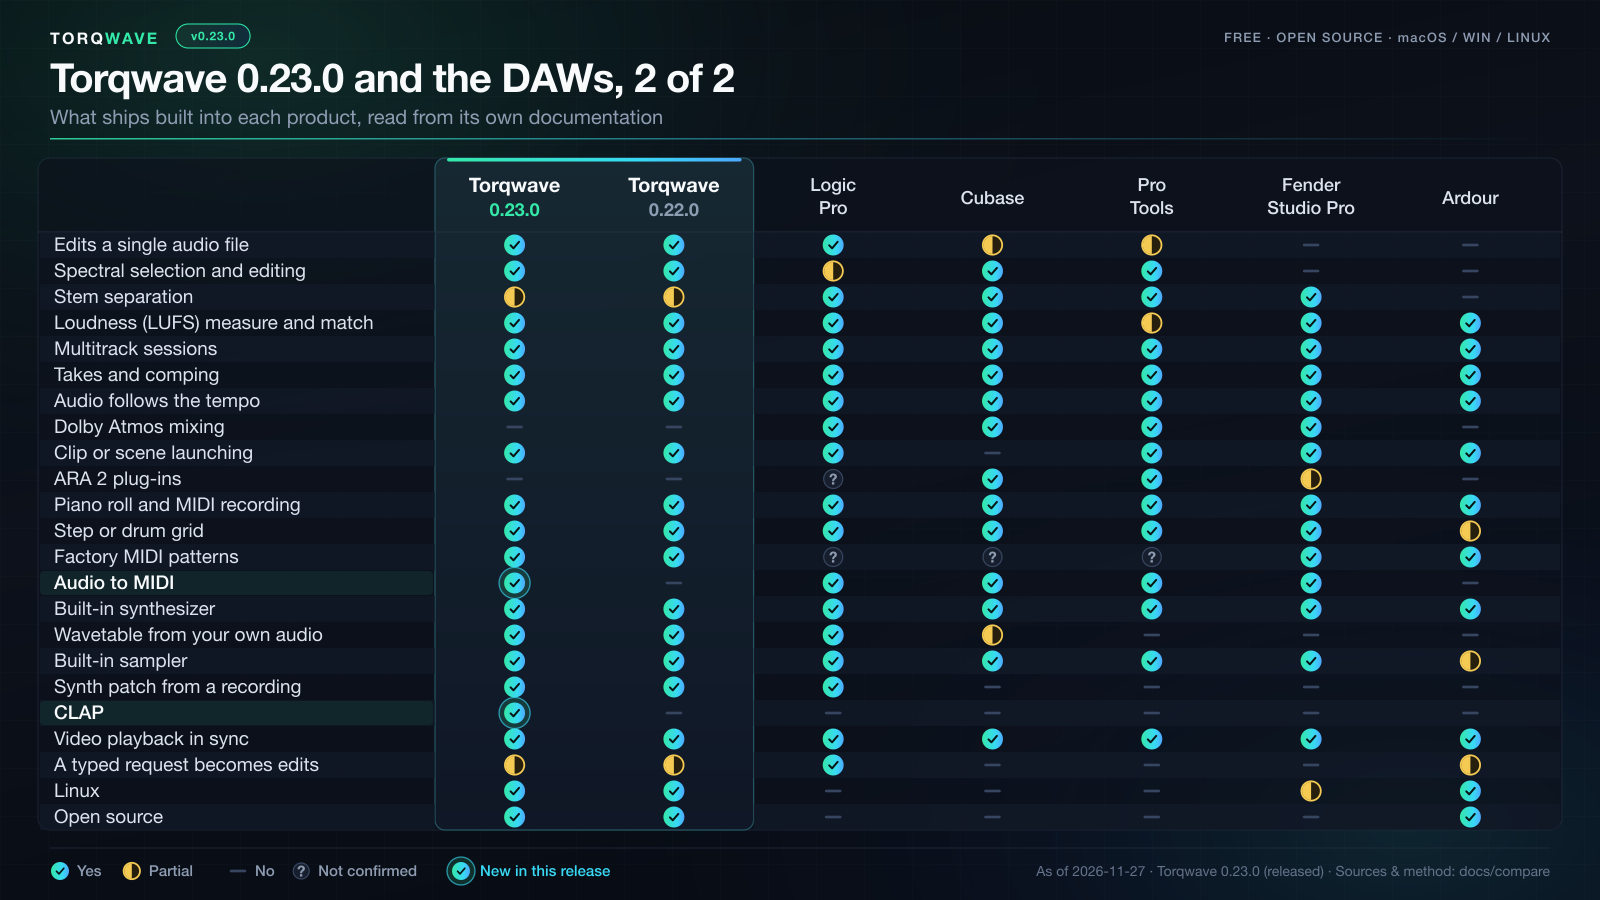 TORQWAVE v0.23.0
FREE · OPEN SOURCE · macOS / WIN / LINUX
Torqwave 0.23.0 and the DAWs, 2 of 2
What ships built into each product, read from its own documentation
Torqwave 0.23.0
Torqwave 0.22.0
Logic Pro
Cubase
Pro Tools
Fender Studio Pro
Ardour
Edits a single audio file
Spectral selection and editing
Stem separation
Loudness (LUFS) measure and match
Multitrack sessions
Takes and comping
Audio follows the tempo
Dolby Atmos mixing
Clip or scene launching
ARA 2 plug-ins
?
Piano roll and MIDI recording
Step or drum grid
Factory MIDI patterns
? ? ?
Audio to MIDI
Built-in synthesizer
Wavetable from your own audio
Built-in sampler
Synth patch from a recording
CLAP
Video playback in sync
A typed request becomes edits
Linux
Open source
Yes Partial No ? Not confirmed New in this release
As of 2026-11-27 · Torqwave 0.23.0 (released) · Sources & method: docs/compare